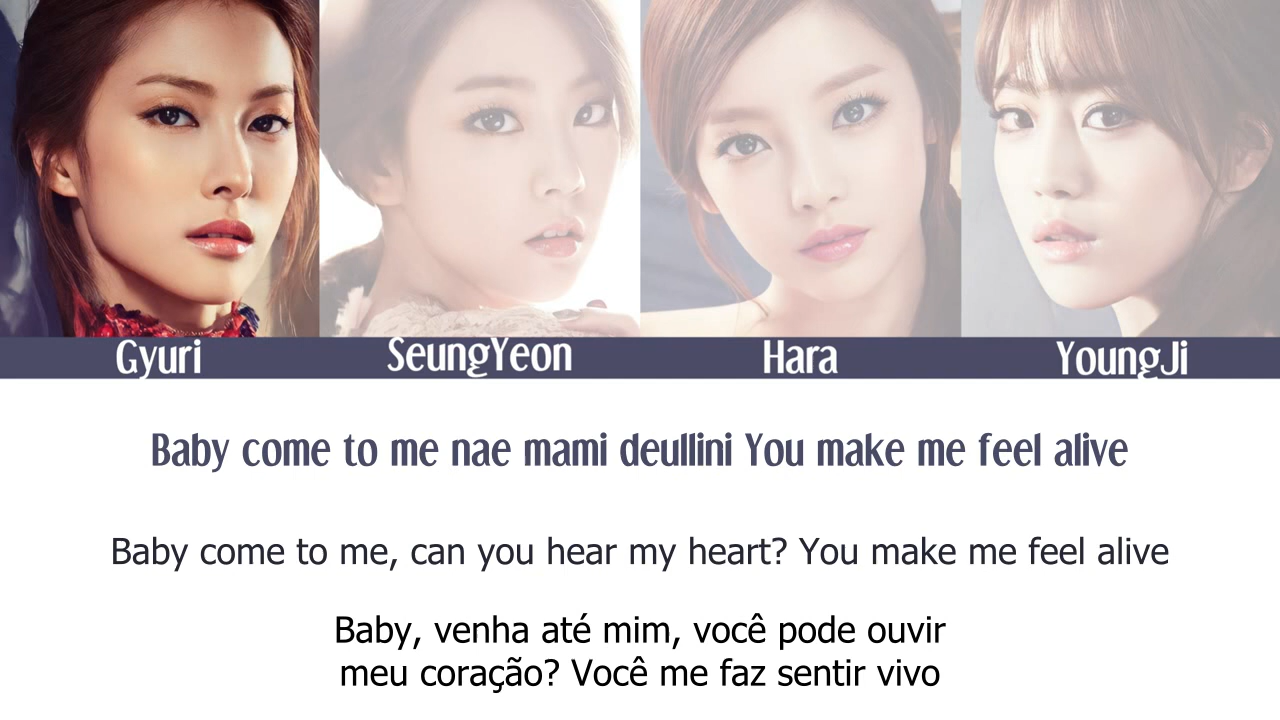 Gyuri SeungYeon Hara YoungJi
Baby come to me nae mami deullini You make me feel alive
Baby come to me, can you hear my heart? You make me feel alive
Baby, venha até mim, você pode ouvir
meu coração? Você me faz sentir vivo